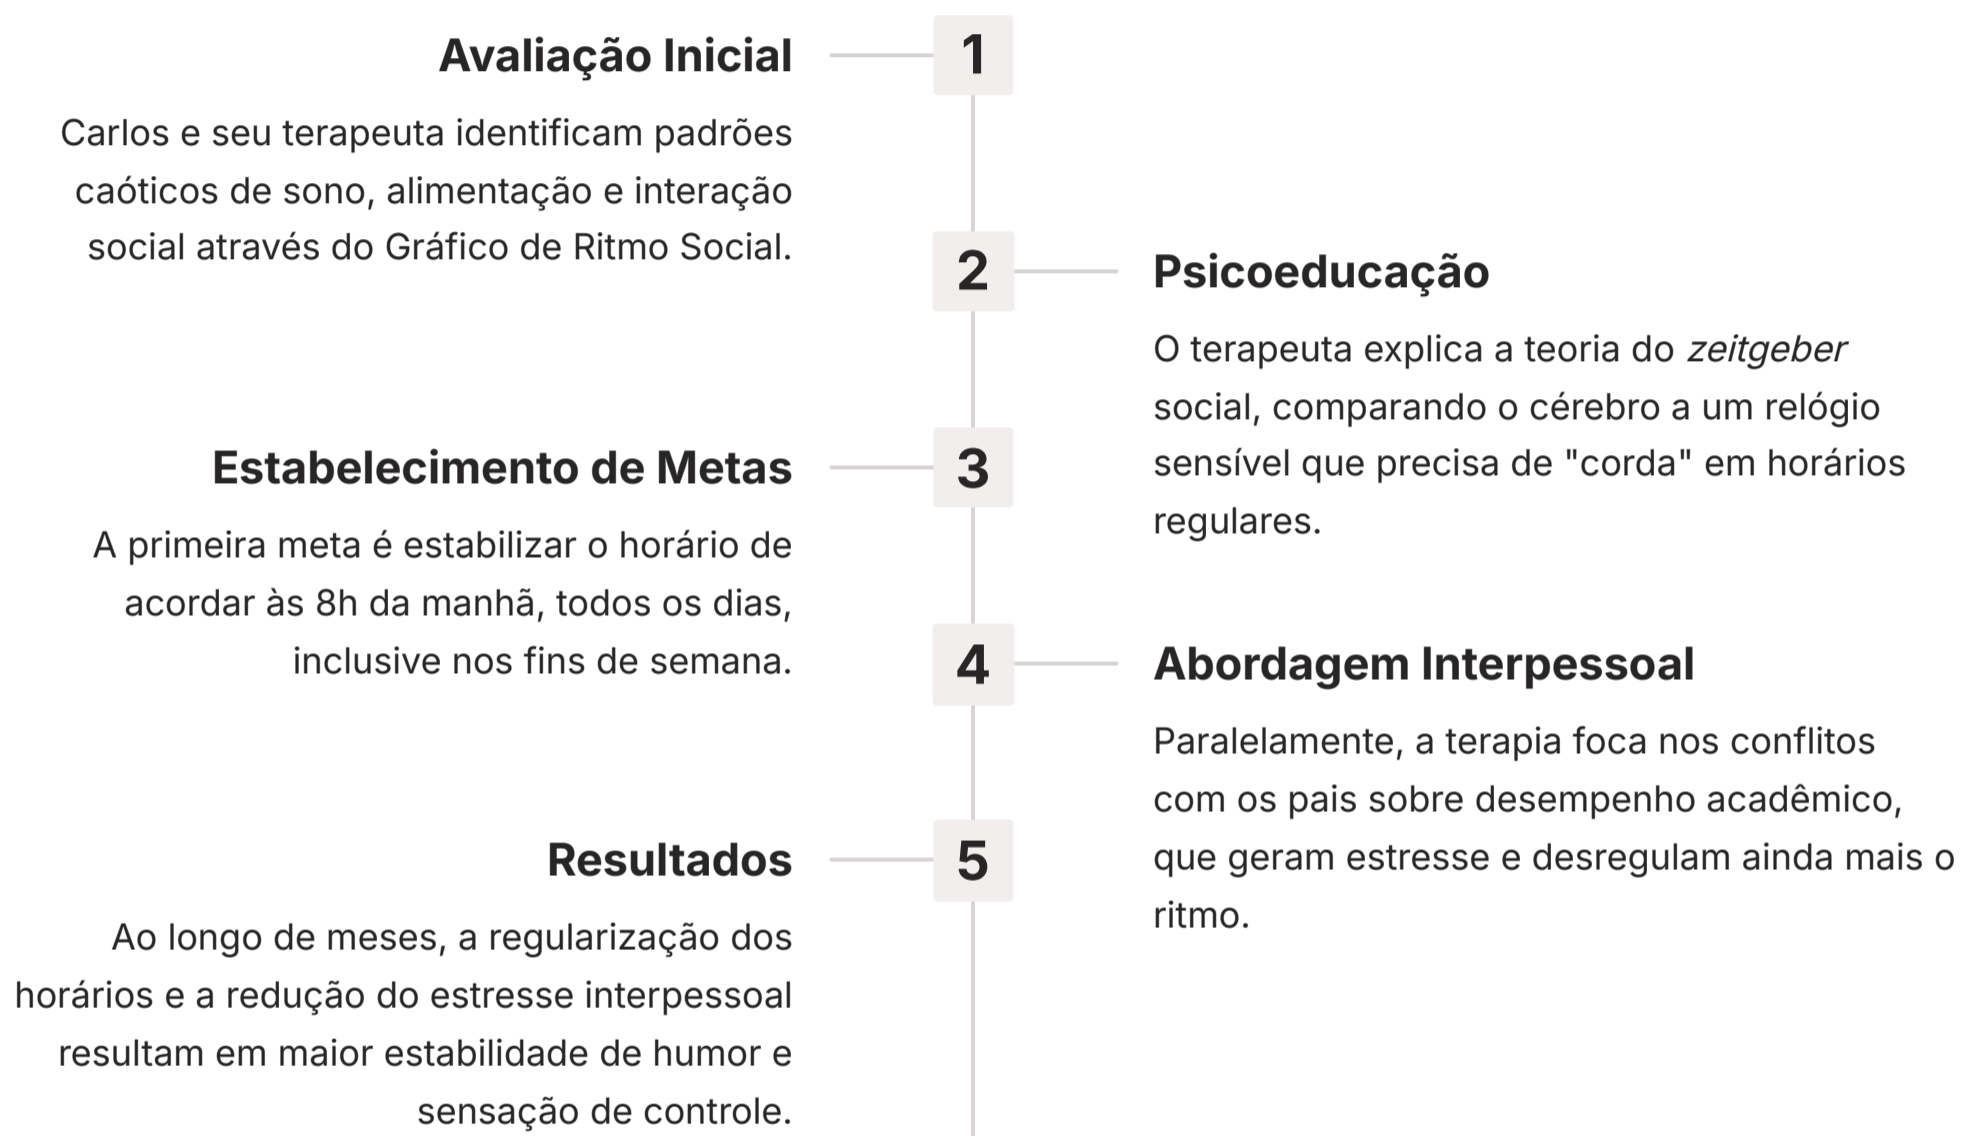 Avaliação Inicial
1
Carlos e seu terapeuta identificam padrões
caóticos de sono, alimentação e interação
social através do Gráfico de Ritmo Social.
2
Psicoeducação
O terapeuta explica a teoria do zeitgeber
social, comparando o cérebro a um relógio
sensível que precisa de "corda" em horários
regulares.
Estabelecimento de Metas
3
A primeira meta é estabilizar o horário de
acordar às 8h da manhã, todos os dias,
inclusive nos fins de semana.
4
Abordagem Interpessoal
Paralelamente, a terapia foca nos conflitos
com os pais sobre desempenho acadêmico,
que geram estresse e desregulam ainda mais o
ritmo.
Resultados
5
Ao longo de meses, a regularização dos
horários e a redução do estresse interpessoal
resultam em maior estabilidade de humor e
sensação de controle.